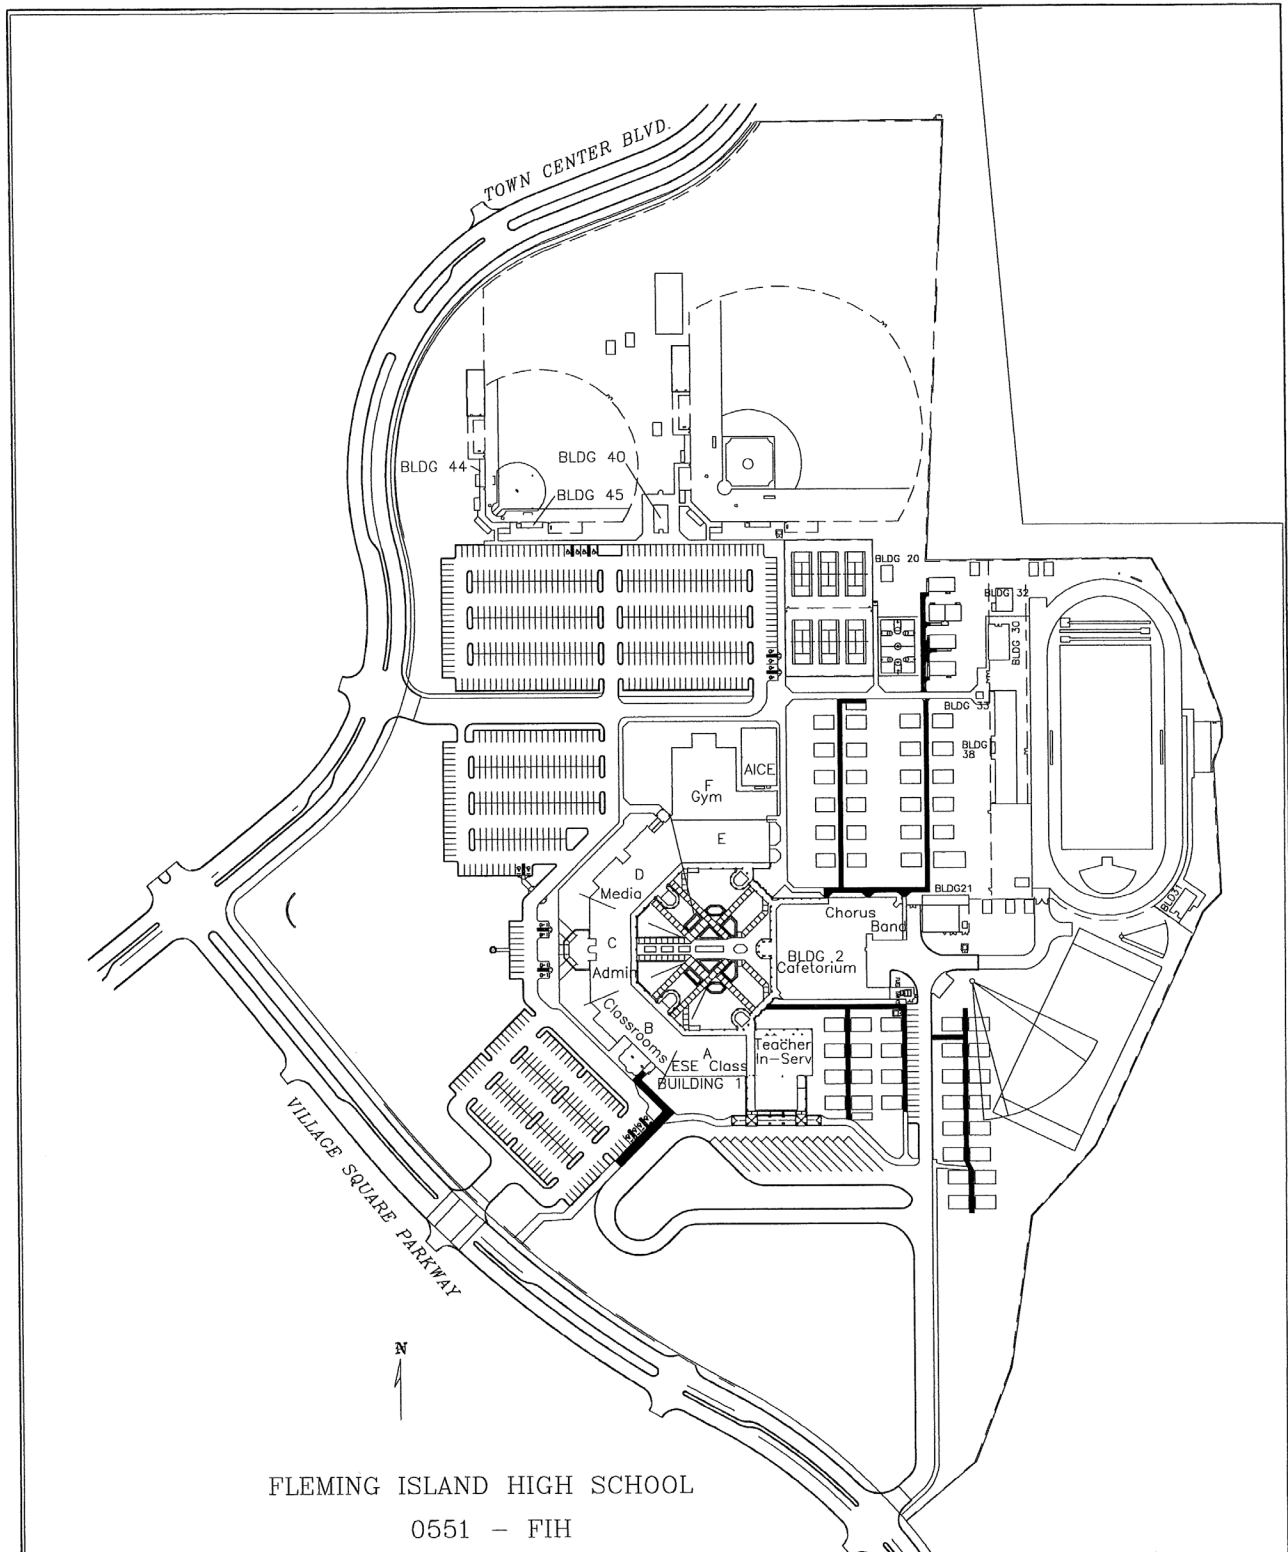 TOWN CENTER BLVD.
BLDG 44
BLDG 40
BLDG 45
BLDG 20
BLDG 32
BLDG 30
BLDG 33
BLDG
38
AICE
F
Gym
E
D
Media
BLDG21
Chorus
Band
BLD31
C
Admin
BLDG .2
Cafetorium
Classrooms
B
A
ESE Class
Teacher
In-Serv
BUILDING 1
VILLAGE SQUARE PARKWAY
N
FLEMING ISLAND HIGH SCHOOL
0551 - FIH